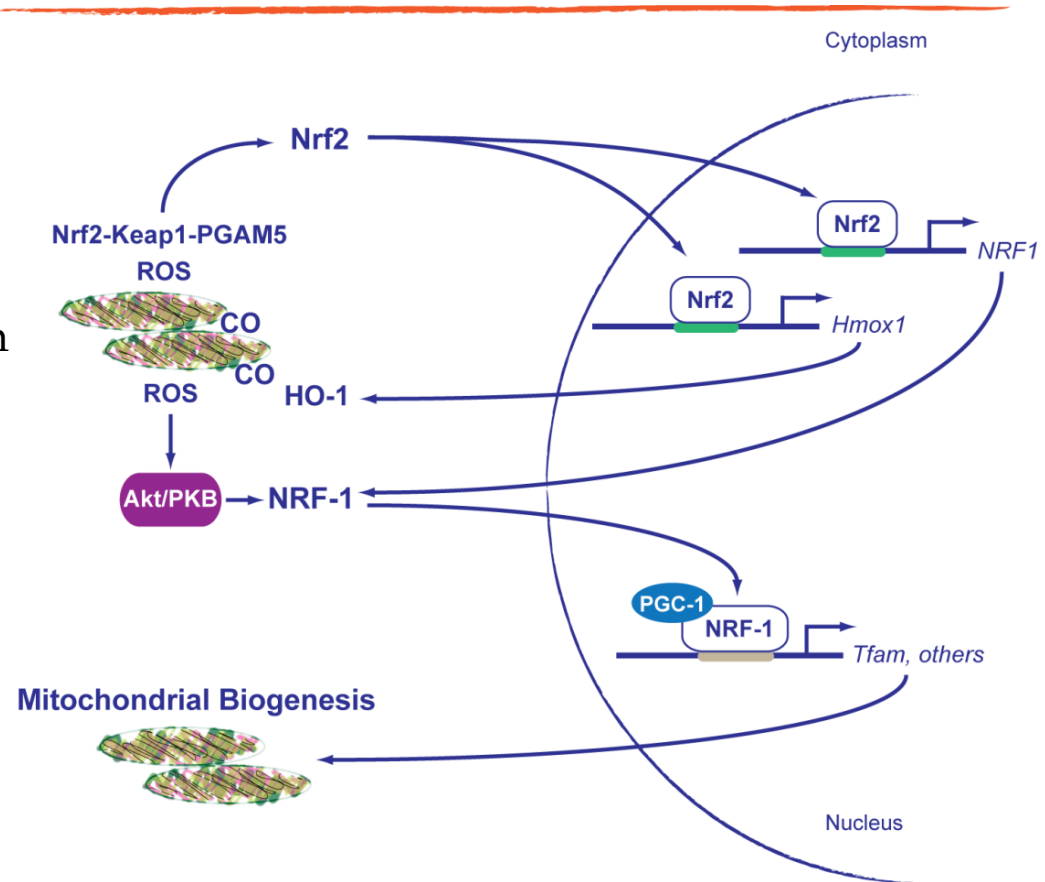 Cytoplasm
Nrf2
Nrf2-Keap1-PGAM5
ROS
Nrf2
NRF1
Nrf2
Hmox1
CO
n
CO
ROS
HO-1
Akt/PKB
NRF-1
PGC-1
NRF-1
Tfam, others
Mitochondrial Biogenesis
Nucleus